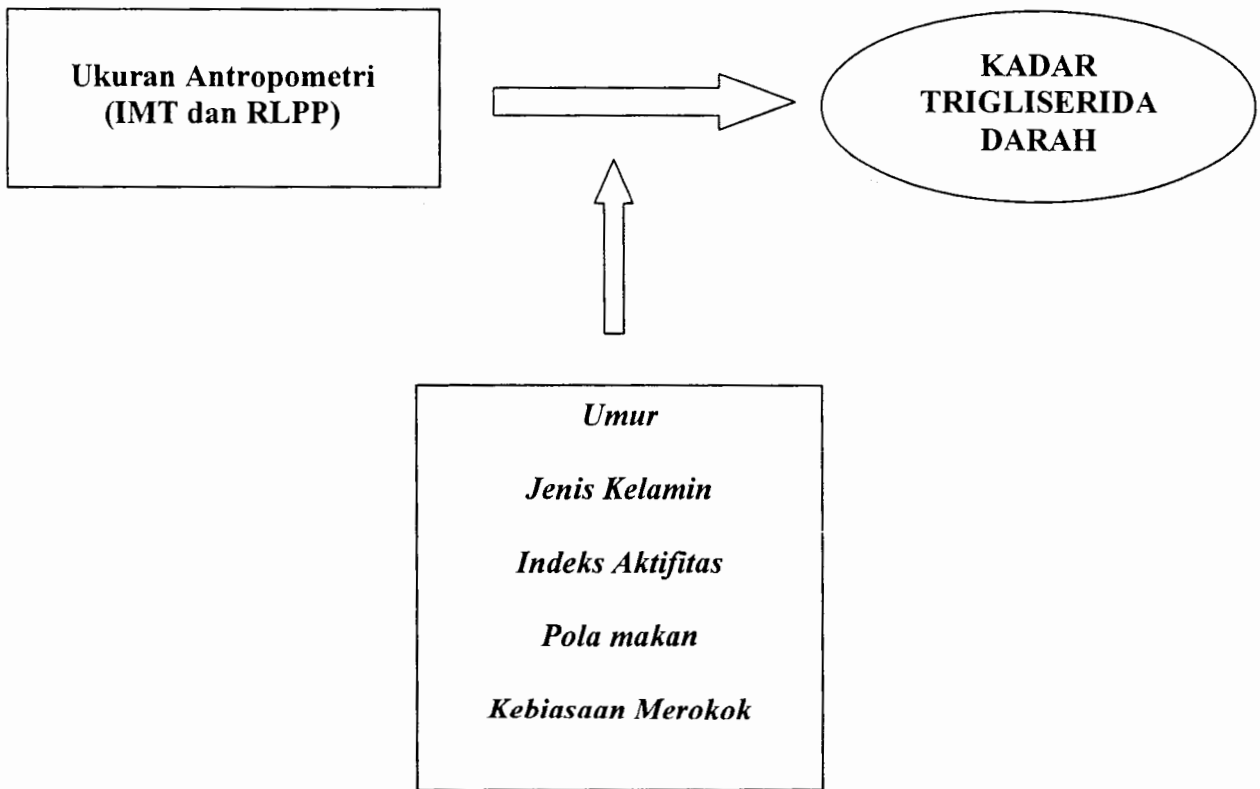 Ukuran Antropometri
(IMT dan RLPP)
KADAR
TRIGLISERIDA
DARAH
Umur
Jenis Kelamin
Indeks Aktifitas
Pola makan
Kebiasaan Merokok